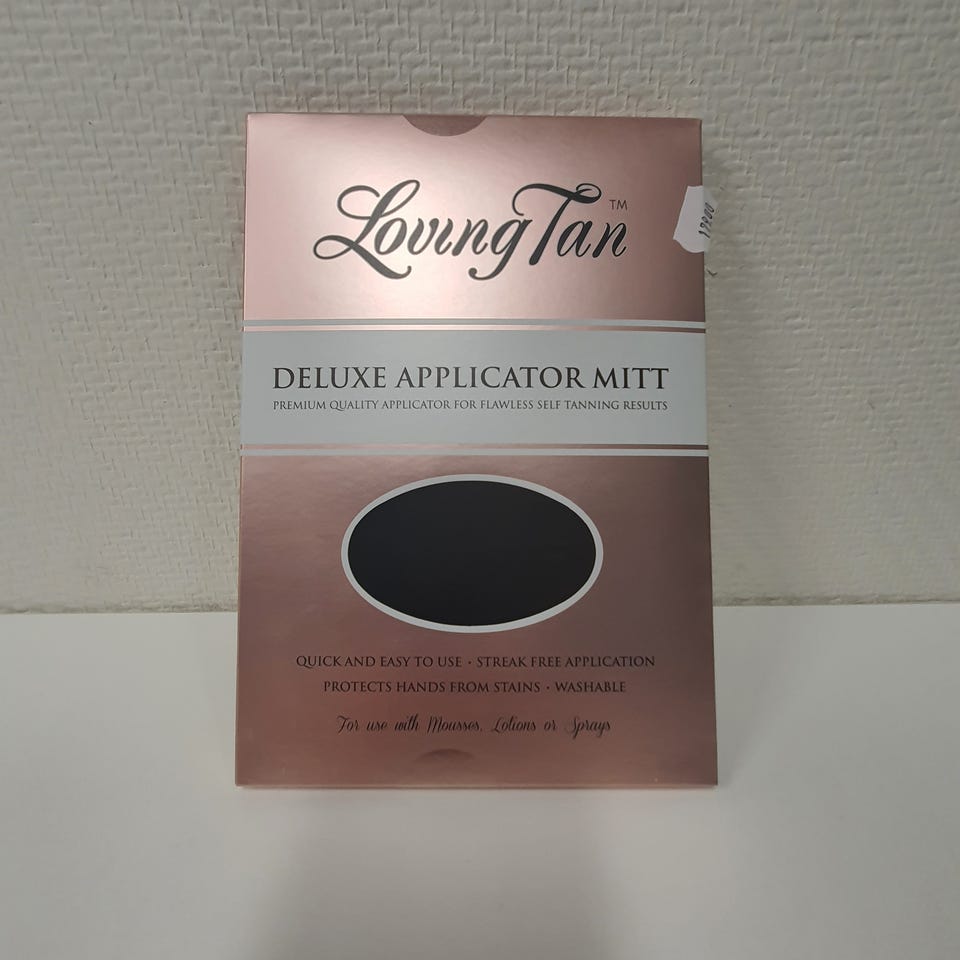 Loving Tan™
DELUXE APPLICATOR MITT
PREMIUM QUALITY APPLICATOR FOR FLAWLESS SELF TANNING RESULTS
QUICK AND EASY TO USE · STREAK FREE APPLICATION
PROTECTS HANDS FROM STAINS · WASHABLE
For use with Mousses, Lotions or Sprays